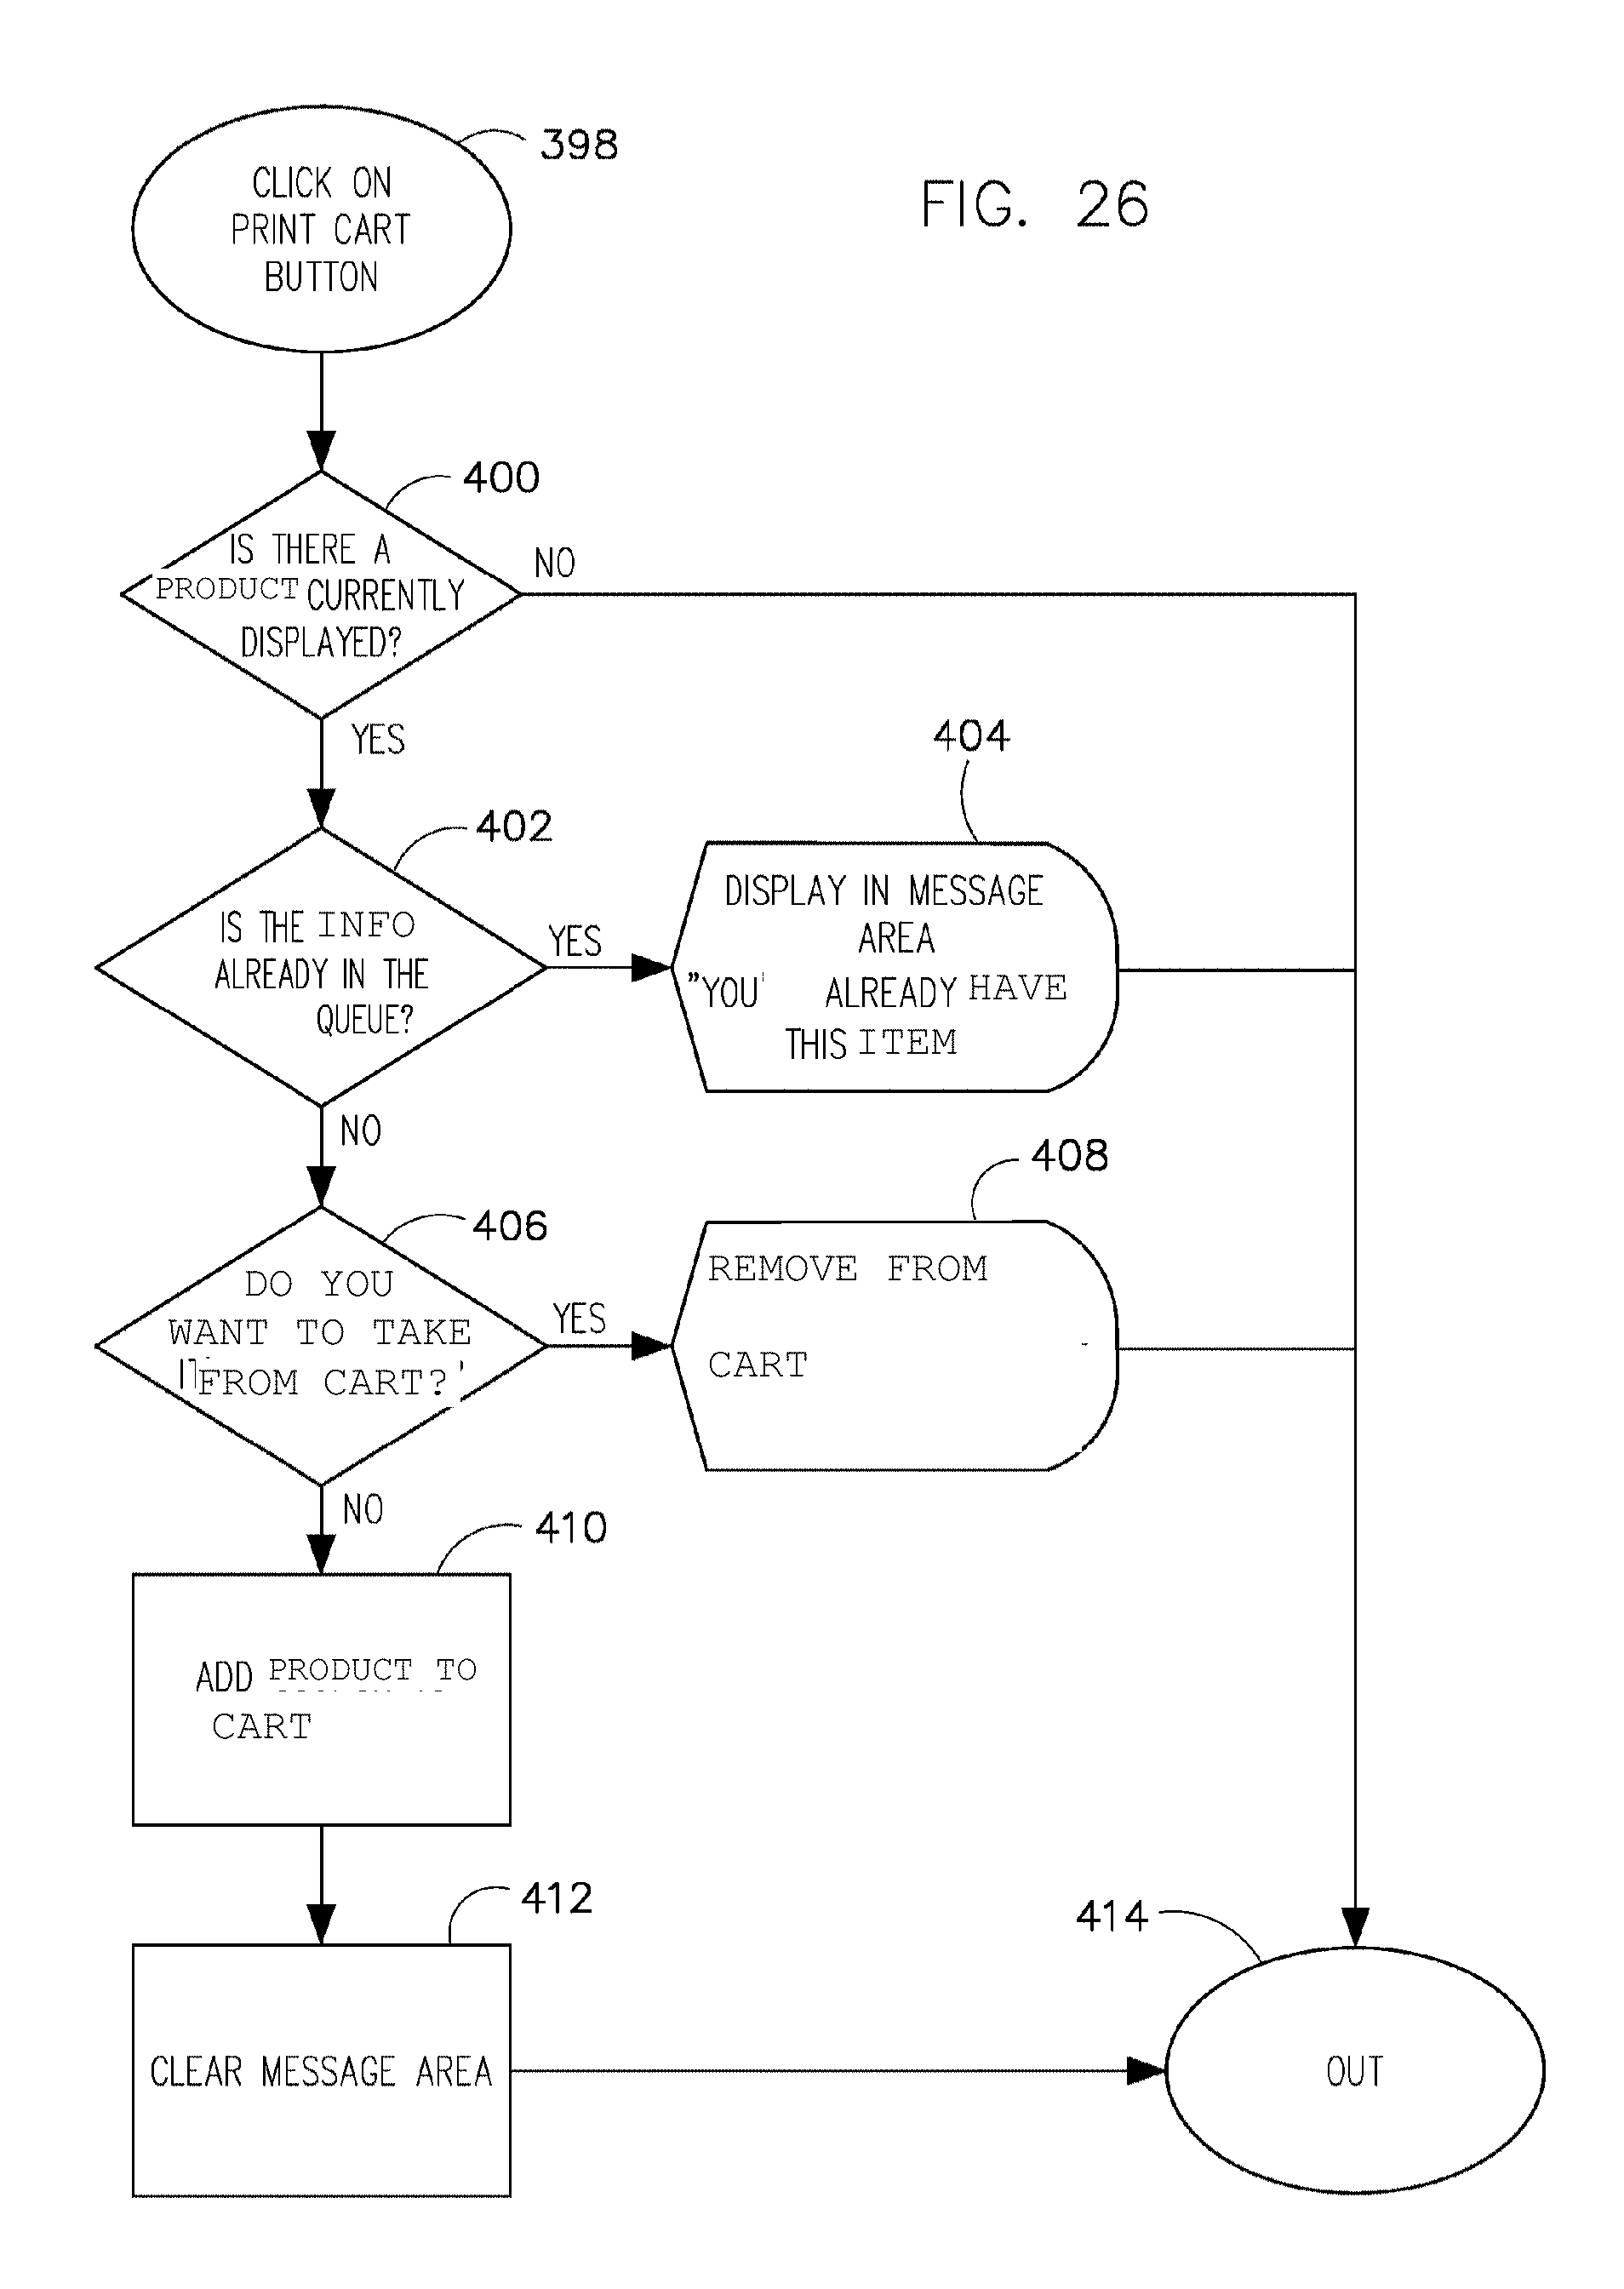 398
CLICK ON
PRINT CART
BUTTON
FIG. 26
400
IS THERE A
PRODUCT CURRENTLY
DISPLAYED?
NO
YES
402
IS THE INFO
ALREADY IN THE
QUEUE?
YES
404
DISPLAY IN MESSAGE
AREA
"YOU' ALREADY HAVE
THIS ITEM
NO
406
DO YOU
WANT TO TAKE
FROM CART?'
YES
408
REMOVE FROM
CART
NO
410
ADD PRODUCT TO
CART
412
CLEAR MESSAGE AREA
414
OUT